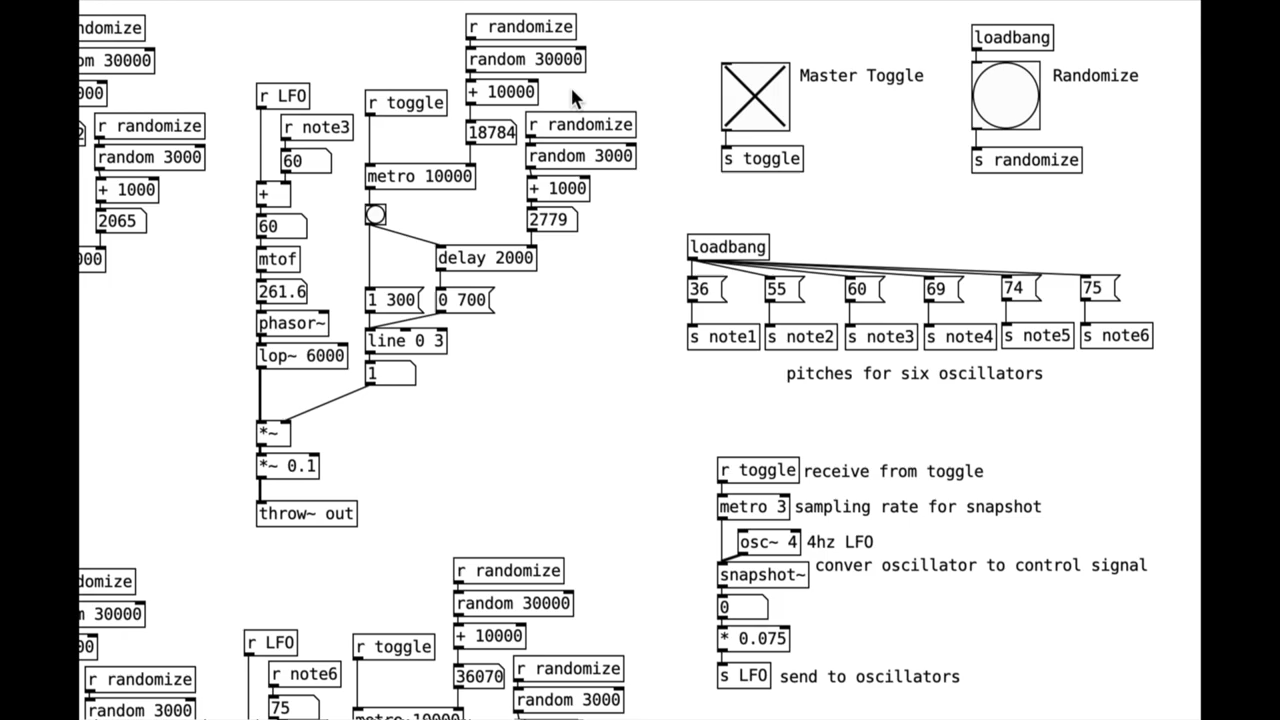 r randomize
random 30000
+ 10000
18784
r randomize
random 3000
+ 1000
2779
r LFO
r note3
60
+
60
mtof
261.6
phasor~
lop~ 6000
*~
*~ 0.1
throw~ out
r toggle
metro 10000
delay 2000
1 300
0 700
line 0 3
1
r randomize
random 3000
+ 1000
2065
Master Toggle
s toggle
loadbang
Randomize
s randomize
loadbang
36
55
60
69
74
75
s note1
s note2
s note3
s note4
s note5
s note6
pitches for six oscillators
r toggle
receive from toggle
metro 3
sampling rate for snapshot
osc~ 4
4hz LFO
snapshot~
conver oscillator to control signal
0
* 0.075
s LFO
send to oscillators
r randomize
random 30000
+ 10000
36070
r randomize
random 3000
r LFO
r note6
75
r toggle
metro 10000
r randomize
random 3000